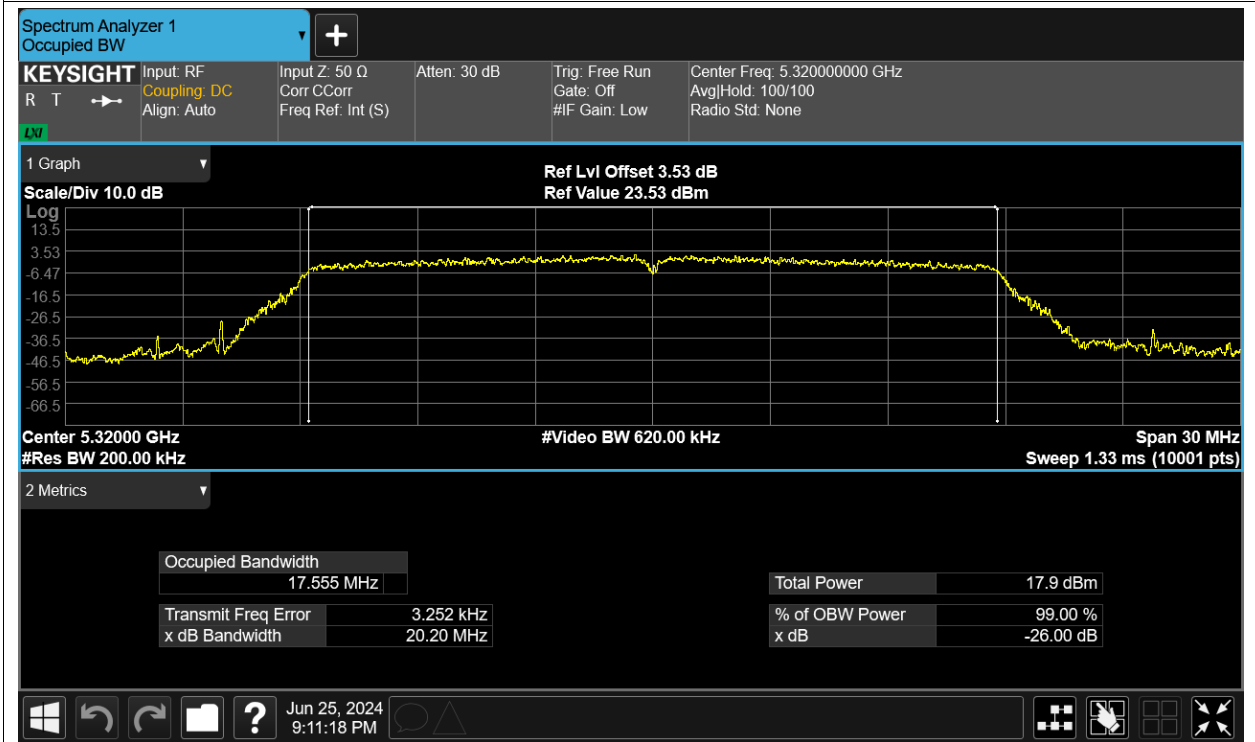 Spectrum Analyzer 1
Occupied BW
KEYSIGHT
R T
LXI
Input: RF
Coupling: DC
Align: Auto
Input Z: 50 Ω
Corr CCorr
Freq Ref: Int (S)
Atten: 30 dB
Trig: Free Run
Gate: Off
#IF Gain: Low
Center Freq: 5.320000000 GHz
Avg|Hold: 100/100
Radio Std: None
1 Graph
Scale/Div 10.0 dB
Ref Lvl Offset 3.53 dB
Ref Value 23.53 dBm
Log
13.5
3.53
-6.47
-16.5
-26.5
-36.5
-46.5
-56.5
-66.5
Center 5.32000 GHz
#Res BW 200.00 kHz
#Video BW 620.00 kHz
Span 30 MHz
Sweep 1.33 ms (10001 pts)
2 Metrics
Occupied Bandwidth
17.555 MHz
Transmit Freq Error 3.252 kHz
x dB Bandwidth 20.20 MHz
Total Power 17.9 dBm
% of OBW Power 99.00 %
x dB -26.00 dB
?
Jun 25, 2024
9:11:18 PM